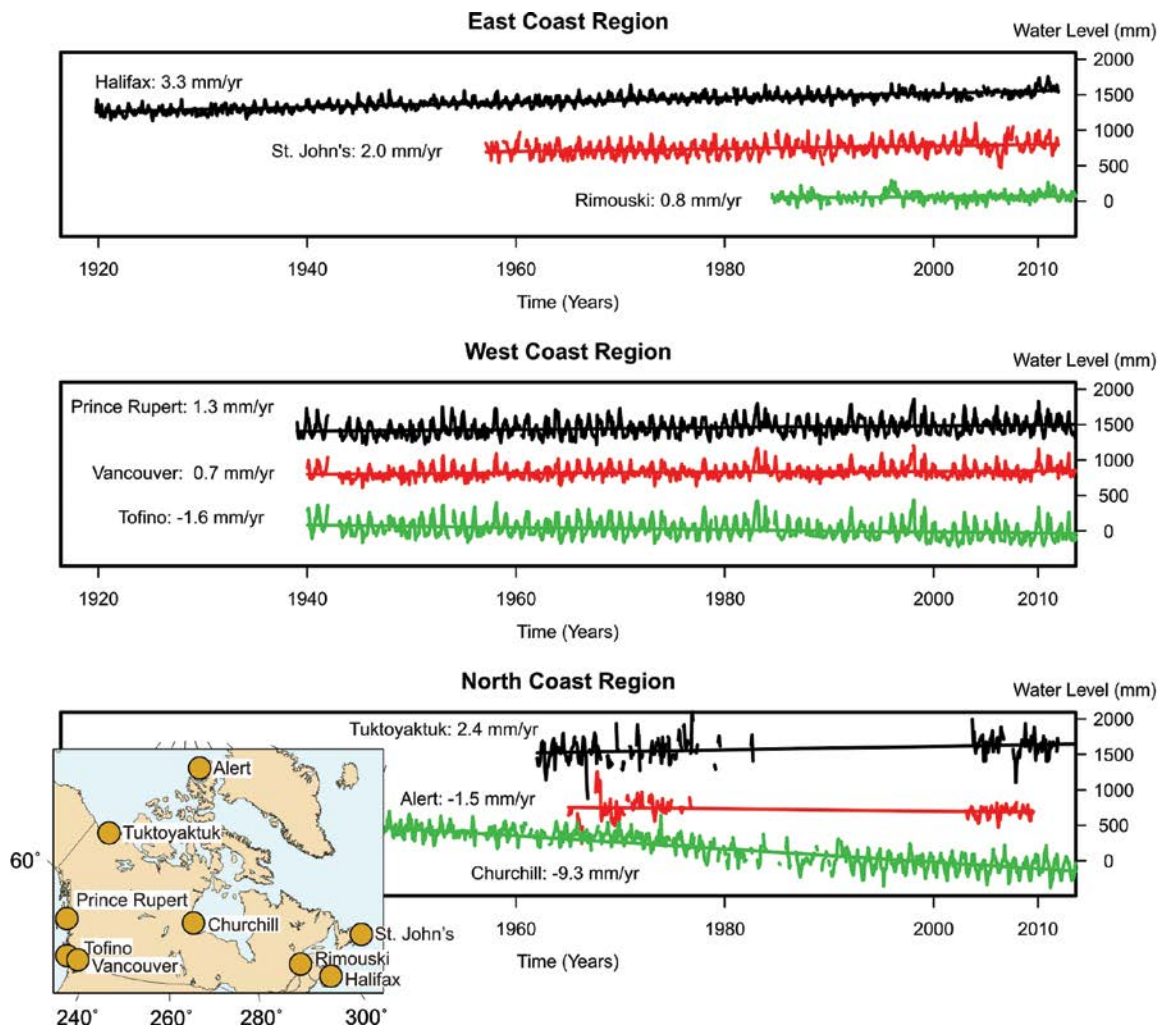 East Coast Region
Water Level (mm)
Halifax: 3.3 mm/yr
St. John's: 2.0 mm/yr
Rimouski: 0.8 mm/yr
2000
1500
1000
500
0
1920 1940 1960 1980 2000 2010
Time (Years)
West Coast Region
Water Level (mm)
Prince Rupert: 1.3 mm/yr
Vancouver: 0.7 mm/yr
Tofino: -1.6 mm/yr
2000
1500
1000
500
0
1920 1940 1960 1980 2000 2010
Time (Years)
North Coast Region
Water Level (mm)
Tuktoyaktuk: 2.4 mm/yr
Alert: -1.5 mm/yr
Churchill: -9.3 mm/yr
2000
1500
1000
500
0
1960 1980 2000 2010
Time (Years)
Alert
Tuktoyaktuk
60°
Prince Rupert
Churchill
St. John's
Tofino
Vancouver
Rimouski
Halifax
240° 260° 280° 300°